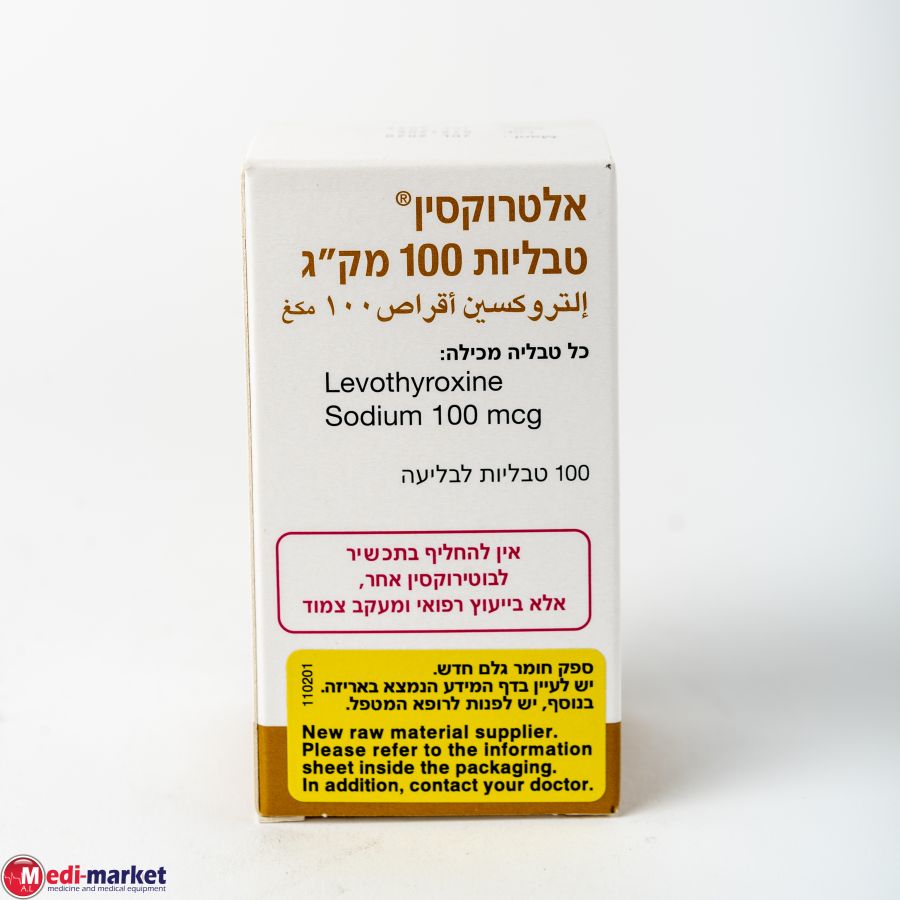 אלטרוקסין®
טבליות 100 מק"ג
إلتروكسين أقراص ١٠٠ مكغ
כל טבליה מכילה:
Levothyroxine
Sodium 100 mcg
100 טבליות לבליעה
אין להחליף בתכשיר
לבוטירוקסין אחר,
אלא בייעוץ רפואי ומעקב צמוד
110201
ספק חומר גלם חדש.
יש לעיין בדף המידע הנמצא באריזה.
בנוסף, יש לפנות לרופא המטפל.
New raw material supplier.
Please refer to the information
sheet inside the packaging.
In addition, contact your doctor.
Medi-market
A.L
medicine and medical equipment